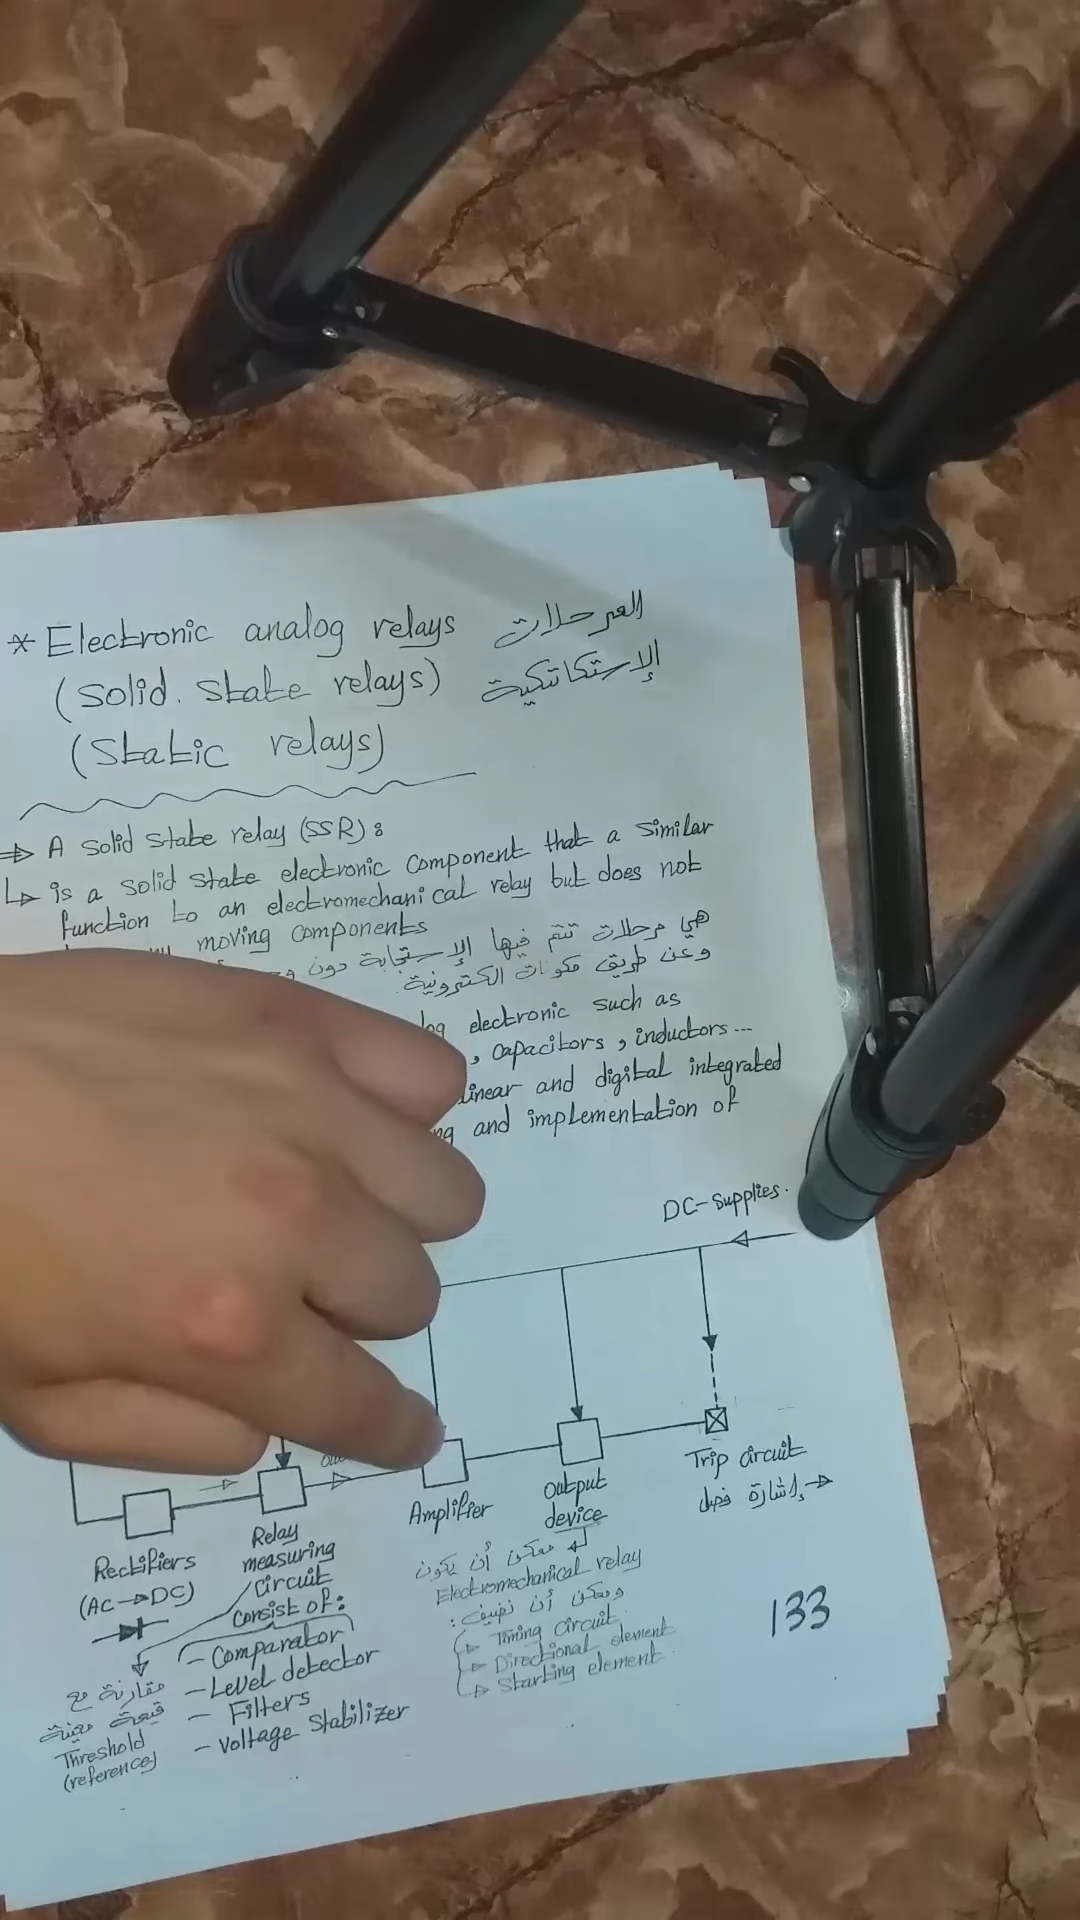 * Electronic analog relays المرحلات
(Solid. state relays) الإستكاتيكية
(Static relays)
⇒ A solid state relay (SSR):
↳ is a solid state electronic component that a similar
function to an electromechanical relay but does not
moving components
هي مرحلات تتم فيها الإستجابة دون
وعن طريق مكونات الكترونية.
electronic such as
, capacitors, inductors...
Linear and digital integrated
and implementation of
DC-Supplies.
Rectifiers
(AC→DC)
Relay
measuring
circuit
consist of:
- Comparator
- Level detector
- Filters
- Voltage stabilizer
مقارنة مع
قيمة معينة
Threshold
(reference)
Amplifier
output
device
↳ ممكن أن يكون
Electromechanical relay
وممكن أن نضيف:
→ Timing circuit
→ Directional element
→ Starting element
Trip circuit
→ إشارة فصل
133